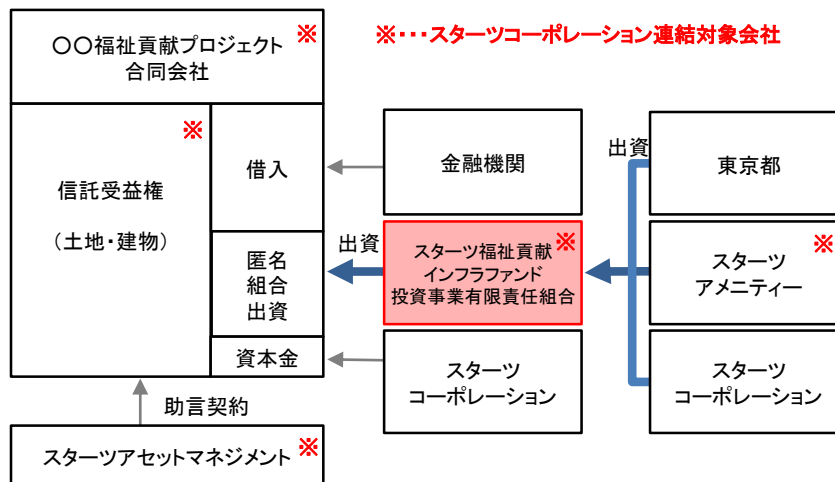 ※・・・スターツコーポレーション連結対象会社
〇〇福祉貢献プロジェクト ※
合同会社
※
信託受益権
（土地・建物）
借入
匿名
組合
出資
資本金
金融機関
出資
スターツ福祉貢献 ※
インフラファンド
投資事業有限責任組合
スターツ
コーポレーション
出資
東京都
スターツ ※
アメニティー
スターツ
コーポレーション
助言契約
スターツアセットマネジメント ※